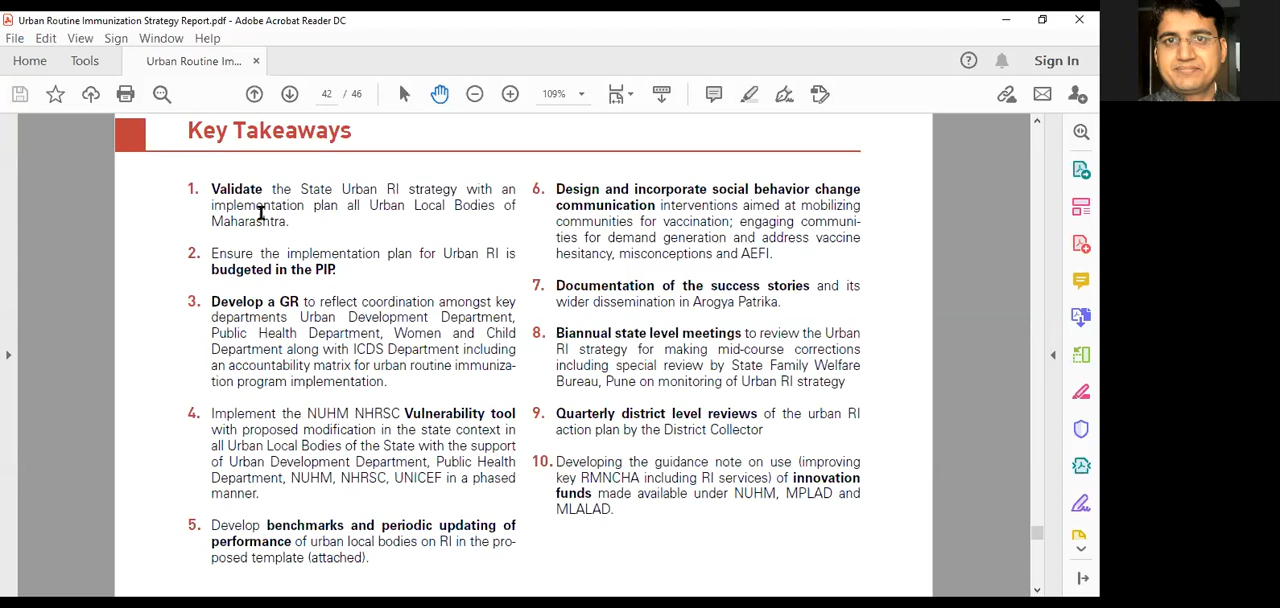 Urban Routine Immunization Strategy Report.pdf - Adobe Acrobat Reader DC
File Edit View Sign Window Help
Home Tools Urban Routine Im... × Sign In
42 / 46 109%
Key Takeaways
1. Validate the State Urban RI strategy with an
implementation plan all Urban Local Bodies of
Maharashtra.
2. Ensure the implementation plan for Urban RI is
budgeted in the PIP.
3. Develop a GR to reflect coordination amongst key
departments Urban Development Department,
Public Health Department, Women and Child
Department along with ICDS Department including
an accountability matrix for urban routine immuniza-
tion program implementation.
4. Implement the NUHM NHRSC Vulnerability tool
with proposed modification in the state context in
all Urban Local Bodies of the State with the support
of Urban Development Department, Public Health
Department, NUHM, NHRSC, UNICEF in a phased
manner.
5. Develop benchmarks and periodic updating of
performance of urban local bodies on RI in the pro-
posed template (attached).
6. Design and incorporate social behavior change
communication interventions aimed at mobilizing
communities for vaccination; engaging communi-
ties for demand generation and address vaccine
hesitancy, misconceptions and AEFI.
7. Documentation of the success stories and its
wider dissemination in Arogya Patrika.
8. Biannual state level meetings to review the Urban
RI strategy for making mid-course corrections
including special review by State Family Welfare
Bureau, Pune on monitoring of Urban RI strategy
9. Quarterly district level reviews of the urban RI
action plan by the District Collector
10. Developing the guidance note on use (improving
key RMNCHA including RI services) of innovation
funds made available under NUHM, MPLAD and
MLALAD.